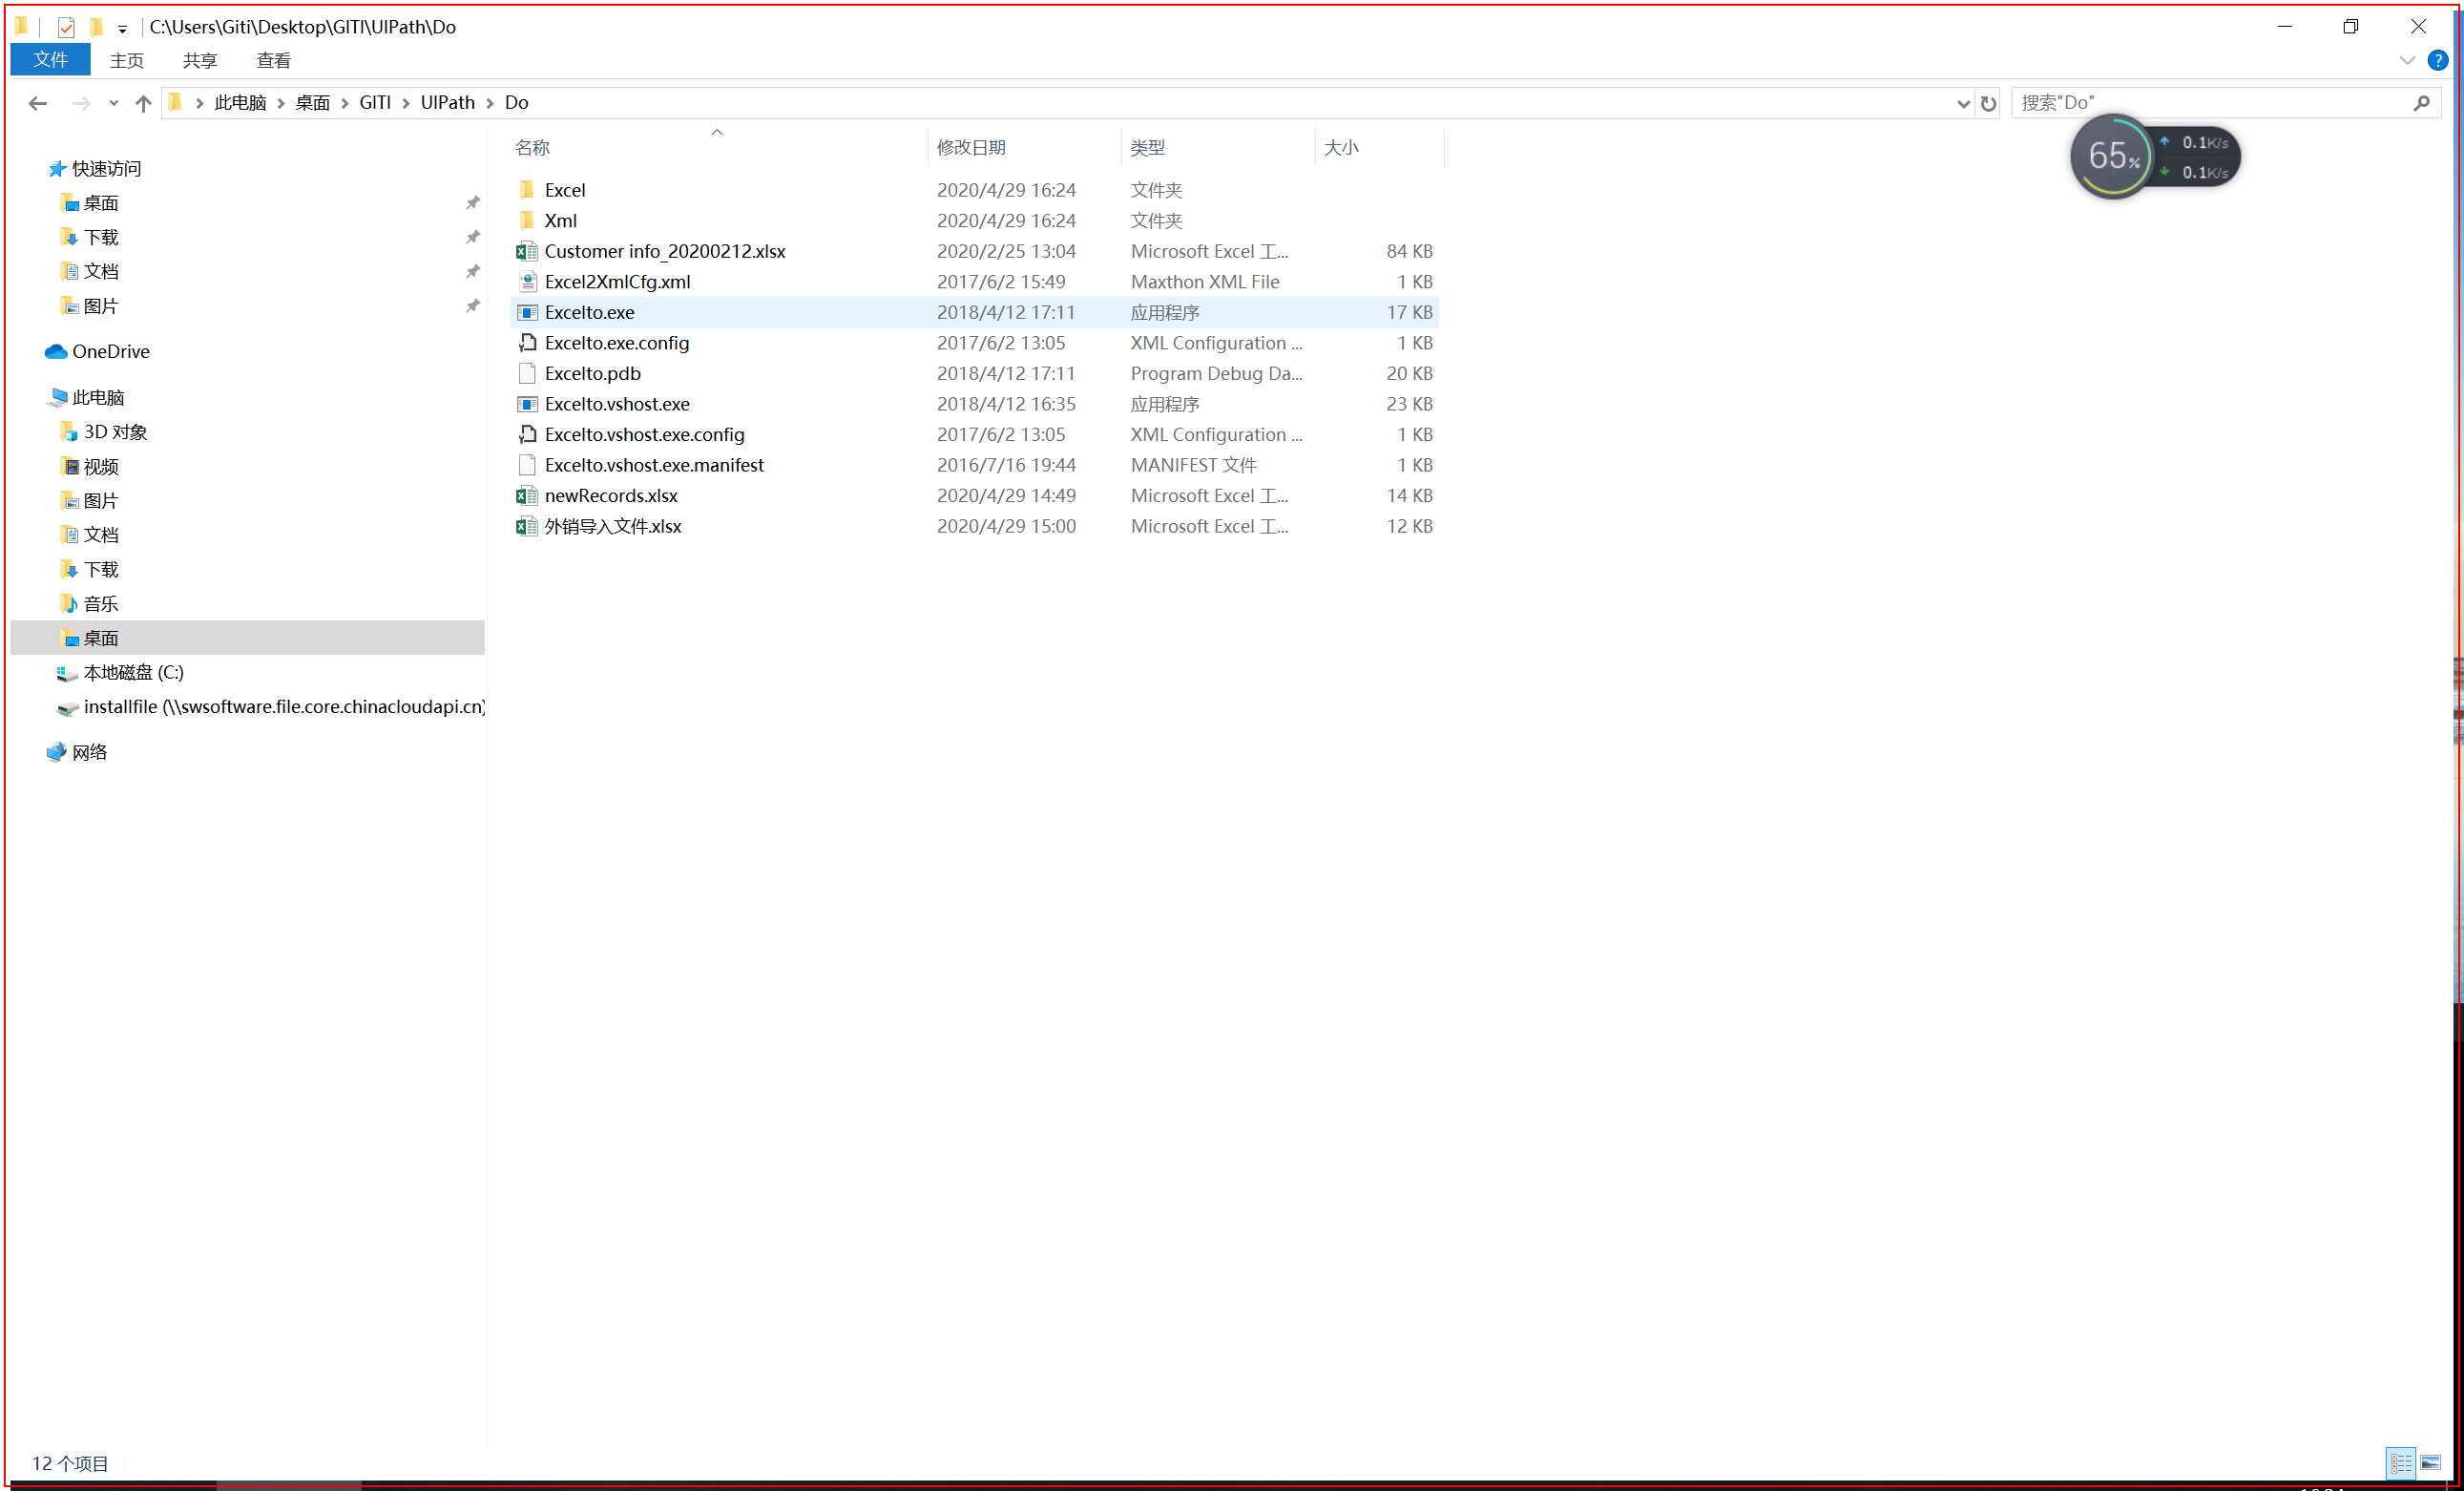 C:\Users\Giti\Desktop\GITI\UIPath\Do
文件 主页 共享 查看
此电脑 桌面 GITI UIPath Do
搜索"Do"
65%
0.1K/s
0.1K/s
快速访问
桌面
下载
文档
图片
OneDrive
此电脑
3D 对象
视频
图片
文档
下载
音乐
桌面
本地磁盘 (C:)
installfile (\\swsoftware.file.core.chinacloudapi.cn)
网络
名称 修改日期 类型 大小
Excel 2020/4/29 16:24 文件夹
Xml 2020/4/29 16:24 文件夹
Customer info_20200212.xlsx 2020/2/25 13:04 Microsoft Excel 工... 84 KB
Excel2XmlCfg.xml 2017/6/2 15:49 Maxthon XML File 1 KB
Excelto.exe 2018/4/12 17:11 应用程序 17 KB
Excelto.exe.config 2017/6/2 13:05 XML Configuration ... 1 KB
Excelto.pdb 2018/4/12 17:11 Program Debug Da... 20 KB
Excelto.vshost.exe 2018/4/12 16:35 应用程序 23 KB
Excelto.vshost.exe.config 2017/6/2 13:05 XML Configuration ... 1 KB
Excelto.vshost.exe.manifest 2016/7/16 19:44 MANIFEST 文件 1 KB
newRecords.xlsx 2020/4/29 14:49 Microsoft Excel 工... 14 KB
外销导入文件.xlsx 2020/4/29 15:00 Microsoft Excel 工... 12 KB
12 个项目